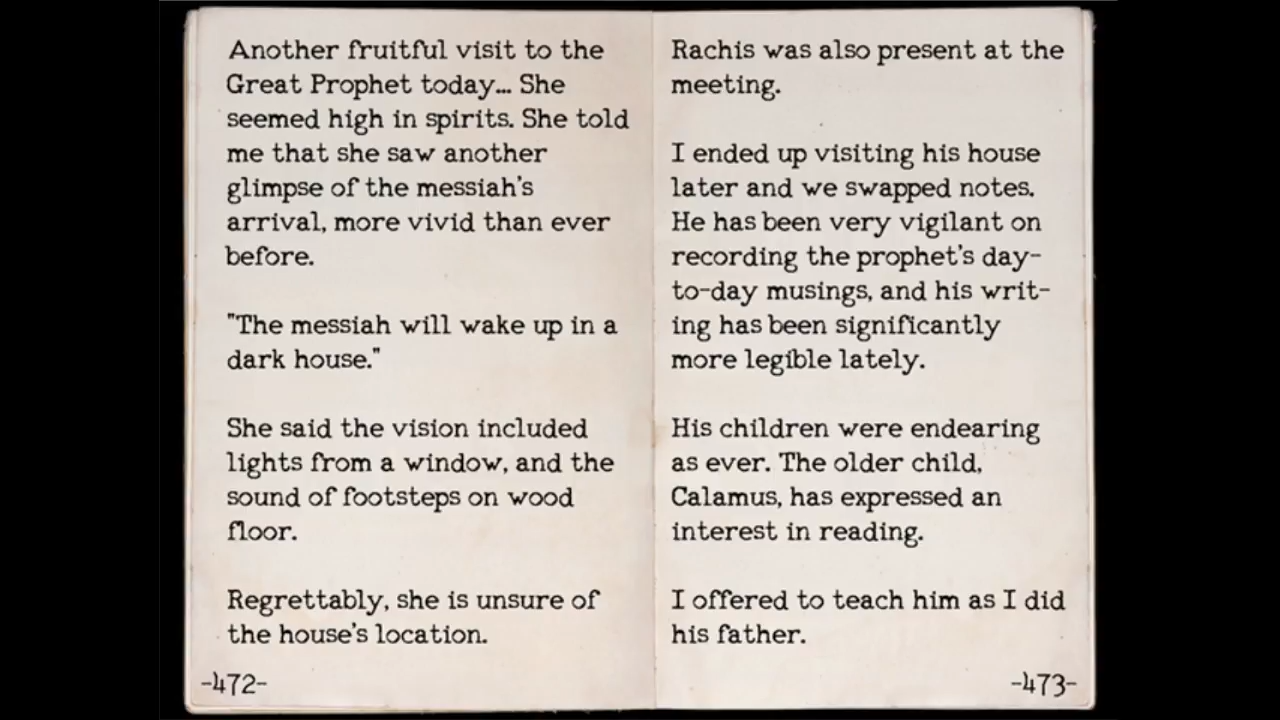 Another fruitful visit to the
Great Prophet today... She
seemed high in spirits. She told
me that she saw another
glimpse of the messiah's
arrival, more vivid than ever
before.
"The messiah will wake up in a
dark house."
She said the vision included
lights from a window, and the
sound of footsteps on wood
floor.
Regrettably, she is unsure of
the house's location.
-472-
Rachis was also present at the
meeting.
I ended up visiting his house
later and we swapped notes.
He has been very vigilant on
recording the prophet's day-
to-day musings, and his writ-
ing has been significantly
more legible lately.
His children were endearing
as ever. The older child,
Calamus, has expressed an
interest in reading.
I offered to teach him as I did
his father.
-473-